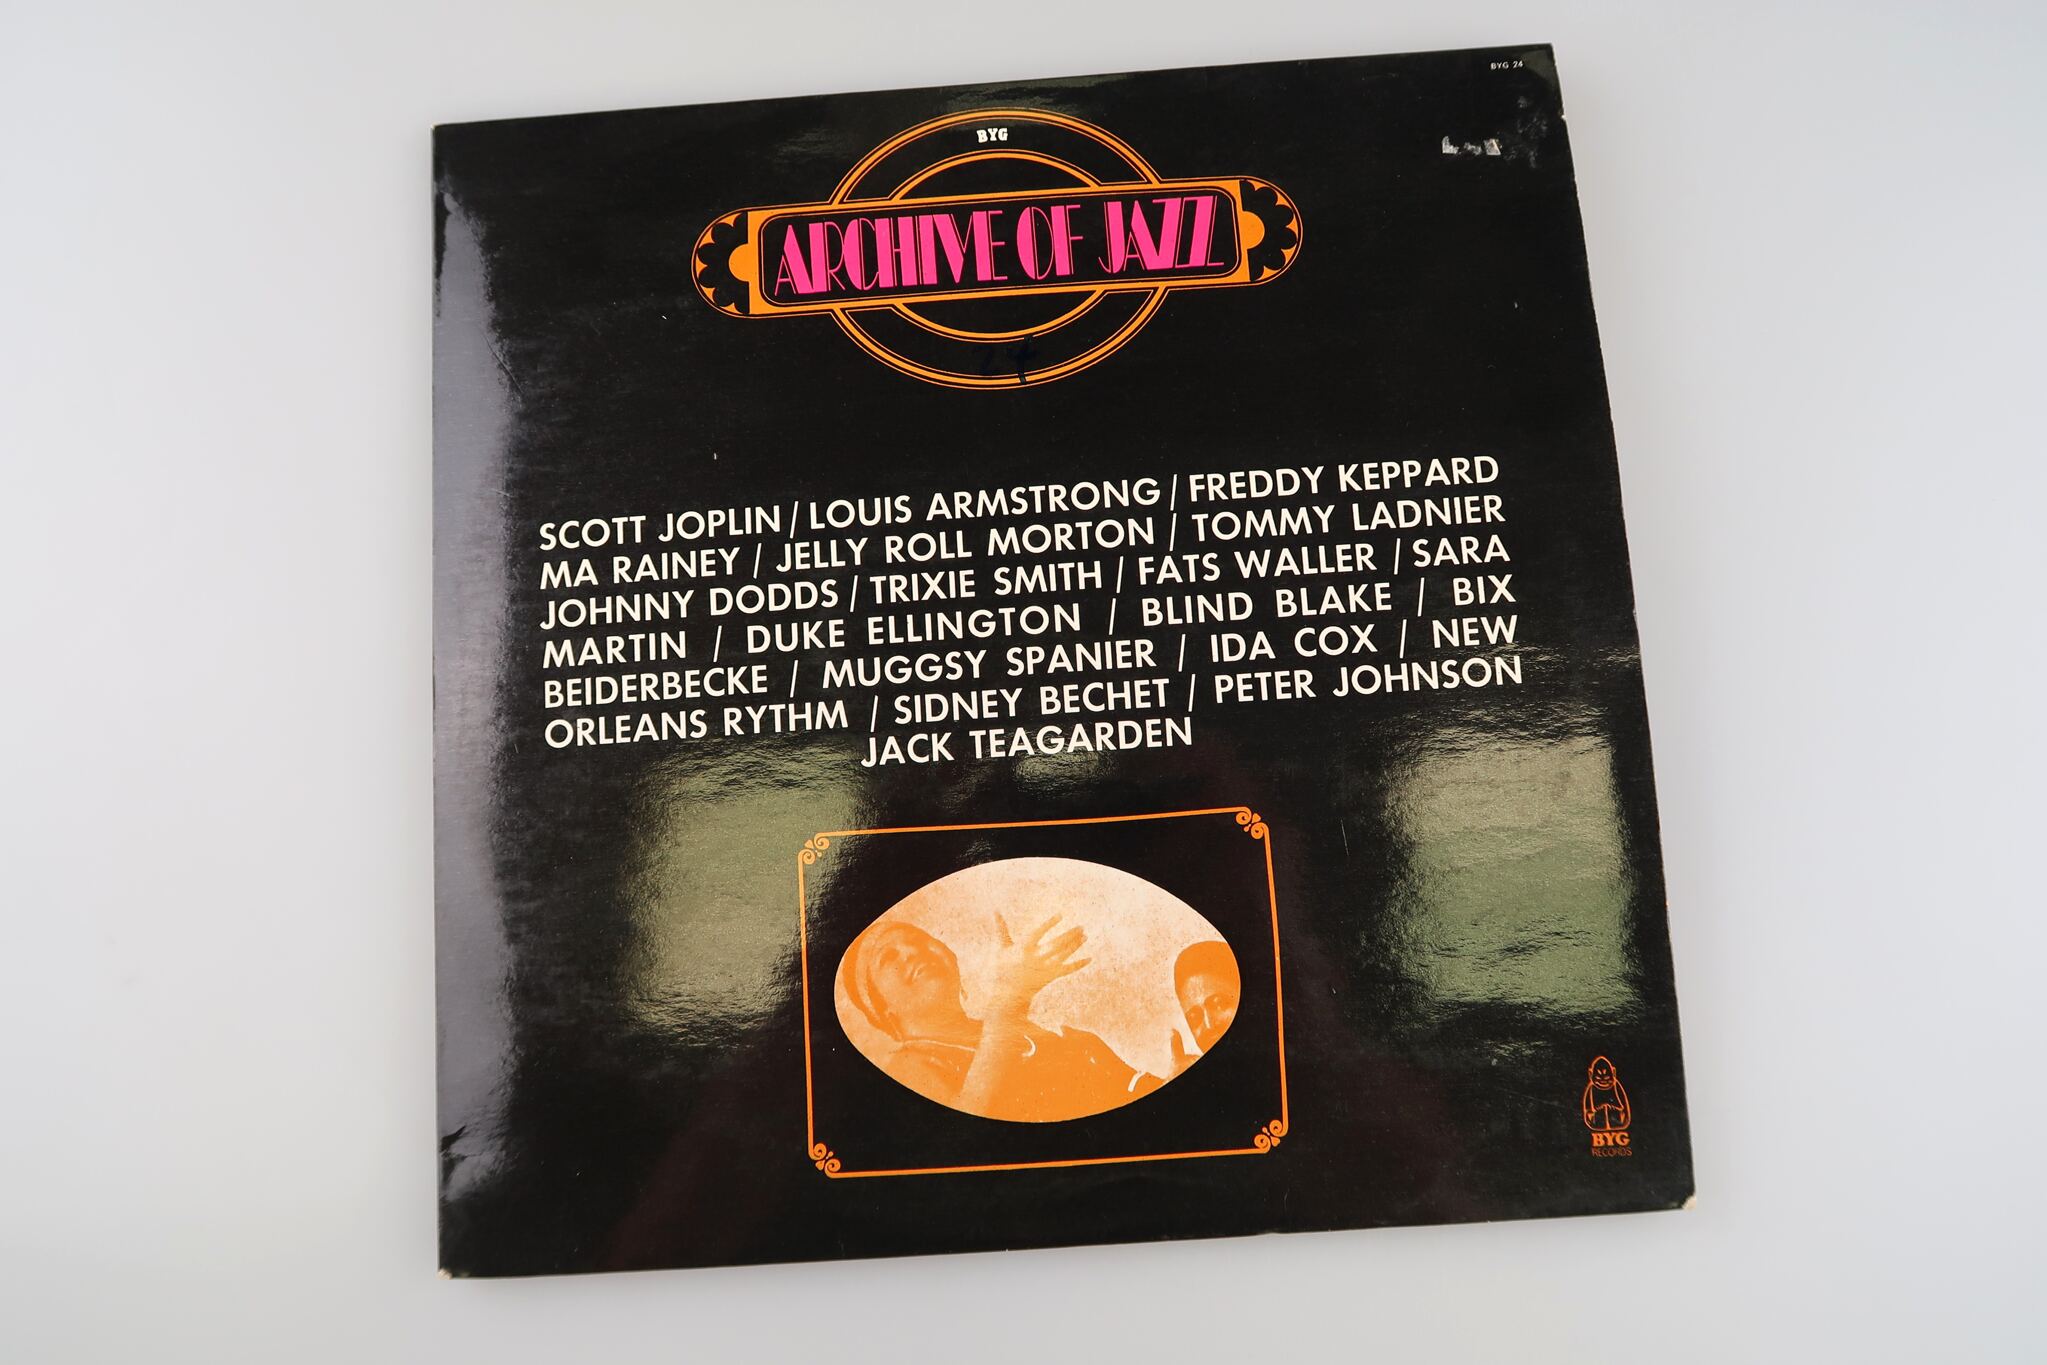 BYG 24
BYG
ARCHIVE OF JAZZ
24
SCOTT JOPLIN / LOUIS ARMSTRONG / FREDDY KEPPARD
MA RAINEY / JELLY ROLL MORTON / TOMMY LADNIER
JOHNNY DODDS / TRIXIE SMITH / FATS WALLER / SARA
MARTIN / DUKE ELLINGTON / BLIND BLAKE / BIX
BEIDERBECKE / MUGGSY SPANIER / IDA COX / NEW
ORLEANS RYTHM / SIDNEY BECHET / PETER JOHNSON
JACK TEAGARDEN
BYG
RECORDS